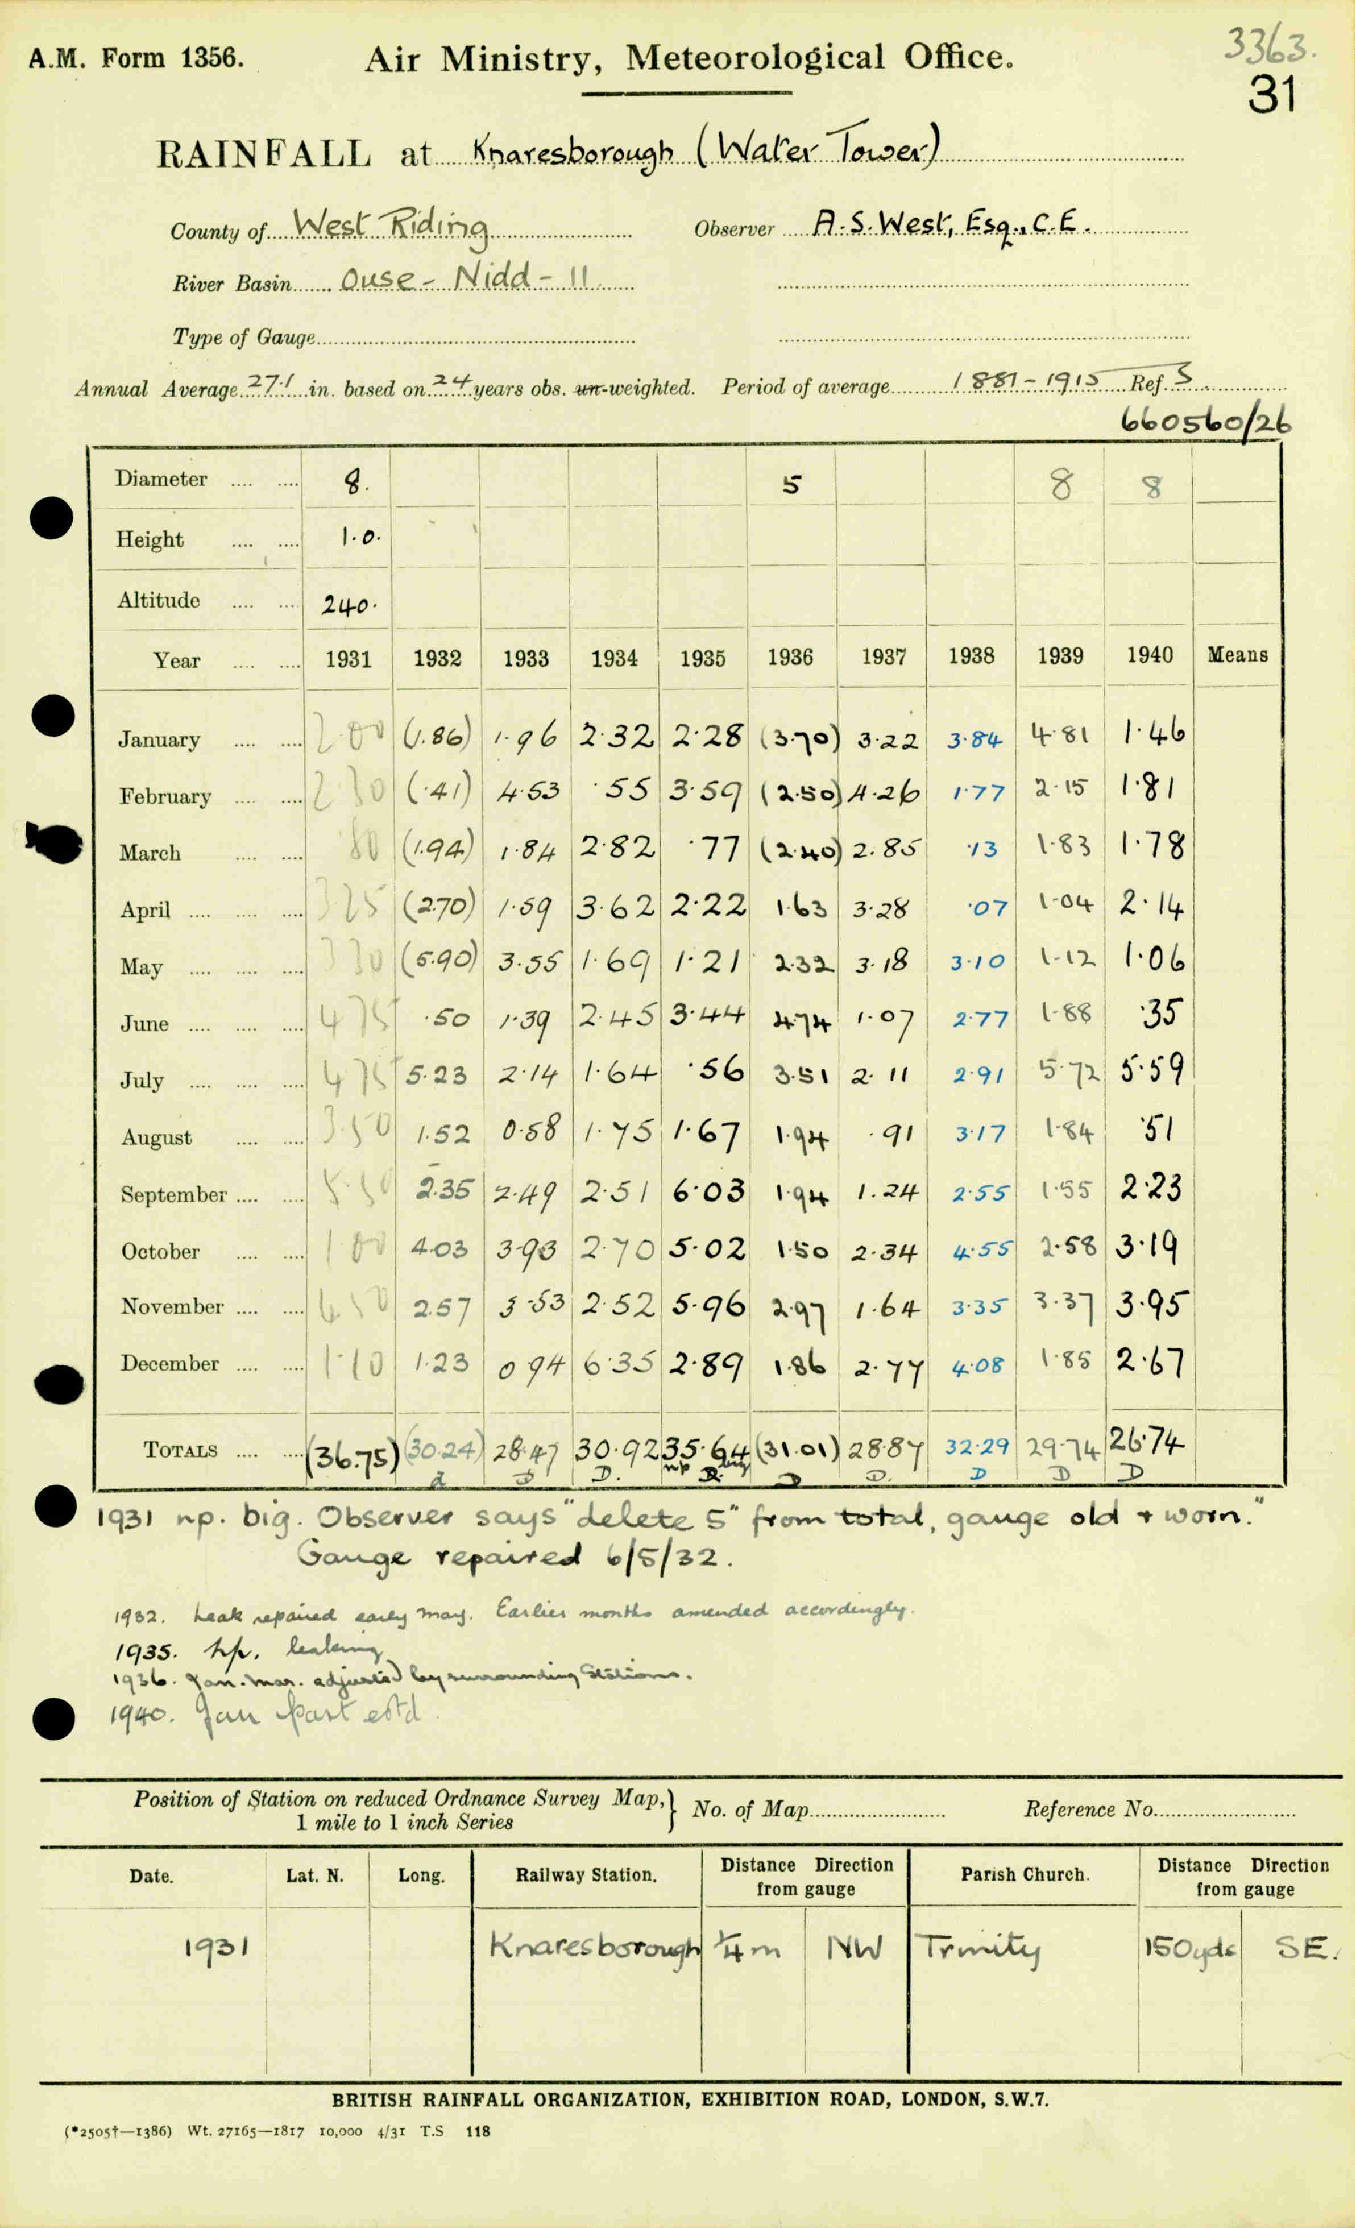 3363.
A.M. Form 1356. Air Ministry, Meteorological Office.
31
RAINFALL at Knaresborough (Water Tower)
County of West Riding Observer A.S. West, Esq., C.E.
River Basin Ouse - Nidd - 11
Type of Gauge
Annual Average 27.1 in. based on 24 years obs. un-weighted. Period of average 1881-1915 Ref. S.
660560/26
Diameter 8. 5 8 8
Height 1.0.
Altitude 240.
Year 1931 1932 1933 1934 1935 1936 1937 1938 1939 1940 Means
January 2.00 (1.86) 1.96 2.32 2.28 (3.70) 3.22 3.84 4.81 1.46
February 2.30 (.41) 4.53 .55 3.59 (2.50) 4.26 1.77 2.15 1.81
March .80 (1.94) 1.84 2.82 .77 (2.40) 2.85 .13 1.83 1.78
April 3.25 (2.70) 1.59 3.62 2.22 1.63 3.28 .07 1.04 2.14
May 3.30 (5.90) 3.55 1.69 1.21 2.32 3.18 3.10 1.12 1.06
June 4.75 .50 1.39 2.45 3.44 4.74 1.07 2.77 1.88 .35
July 4.75 5.23 2.14 1.64 .56 3.51 2.11 2.91 5.72 5.59
August 3.50 1.52 0.58 1.75 1.67 1.94 .91 3.17 1.84 .51
September 5.50 2.35 2.49 2.51 6.03 1.94 1.24 2.55 1.55 2.23
October 1.00 4.03 3.93 2.70 5.02 1.50 2.34 4.55 2.58 3.19
November 4.50 2.57 3.53 2.52 5.96 2.97 1.64 3.35 3.37 3.95
December 1.10 1.23 0.94 6.35 2.89 1.86 2.77 4.08 1.85 2.67
TOTALS (36.75) (30.24) 28.47 30.92 35.64 (31.01) 28.87 32.29 29.74 26.74
D D. np D big D D. D D D
1931 np. big. Observer says "delete 5" from total, gauge old + worn."
Gauge repaired 6/5/32.
1932. Leak repaired early May. Earlier months amended accordingly.
1935. np. leaking
1936. Jan. Mar. adjusted by surrounding stations.
1940. Jan part estd.
Position of Station on reduced Ordnance Survey Map,} No. of Map Reference No.
1 mile to 1 inch Series
Date. Lat. N. Long. Railway Station. Distance Direction from gauge Parish Church. Distance Direction from gauge
1931 Knaresborough 1/4 m NW Trinity 150yds SE.
BRITISH RAINFALL ORGANIZATION, EXHIBITION ROAD, LONDON, S.W.7.
(*2505†—1386) Wt. 27165—1817 10,000 4/31 T.S 118